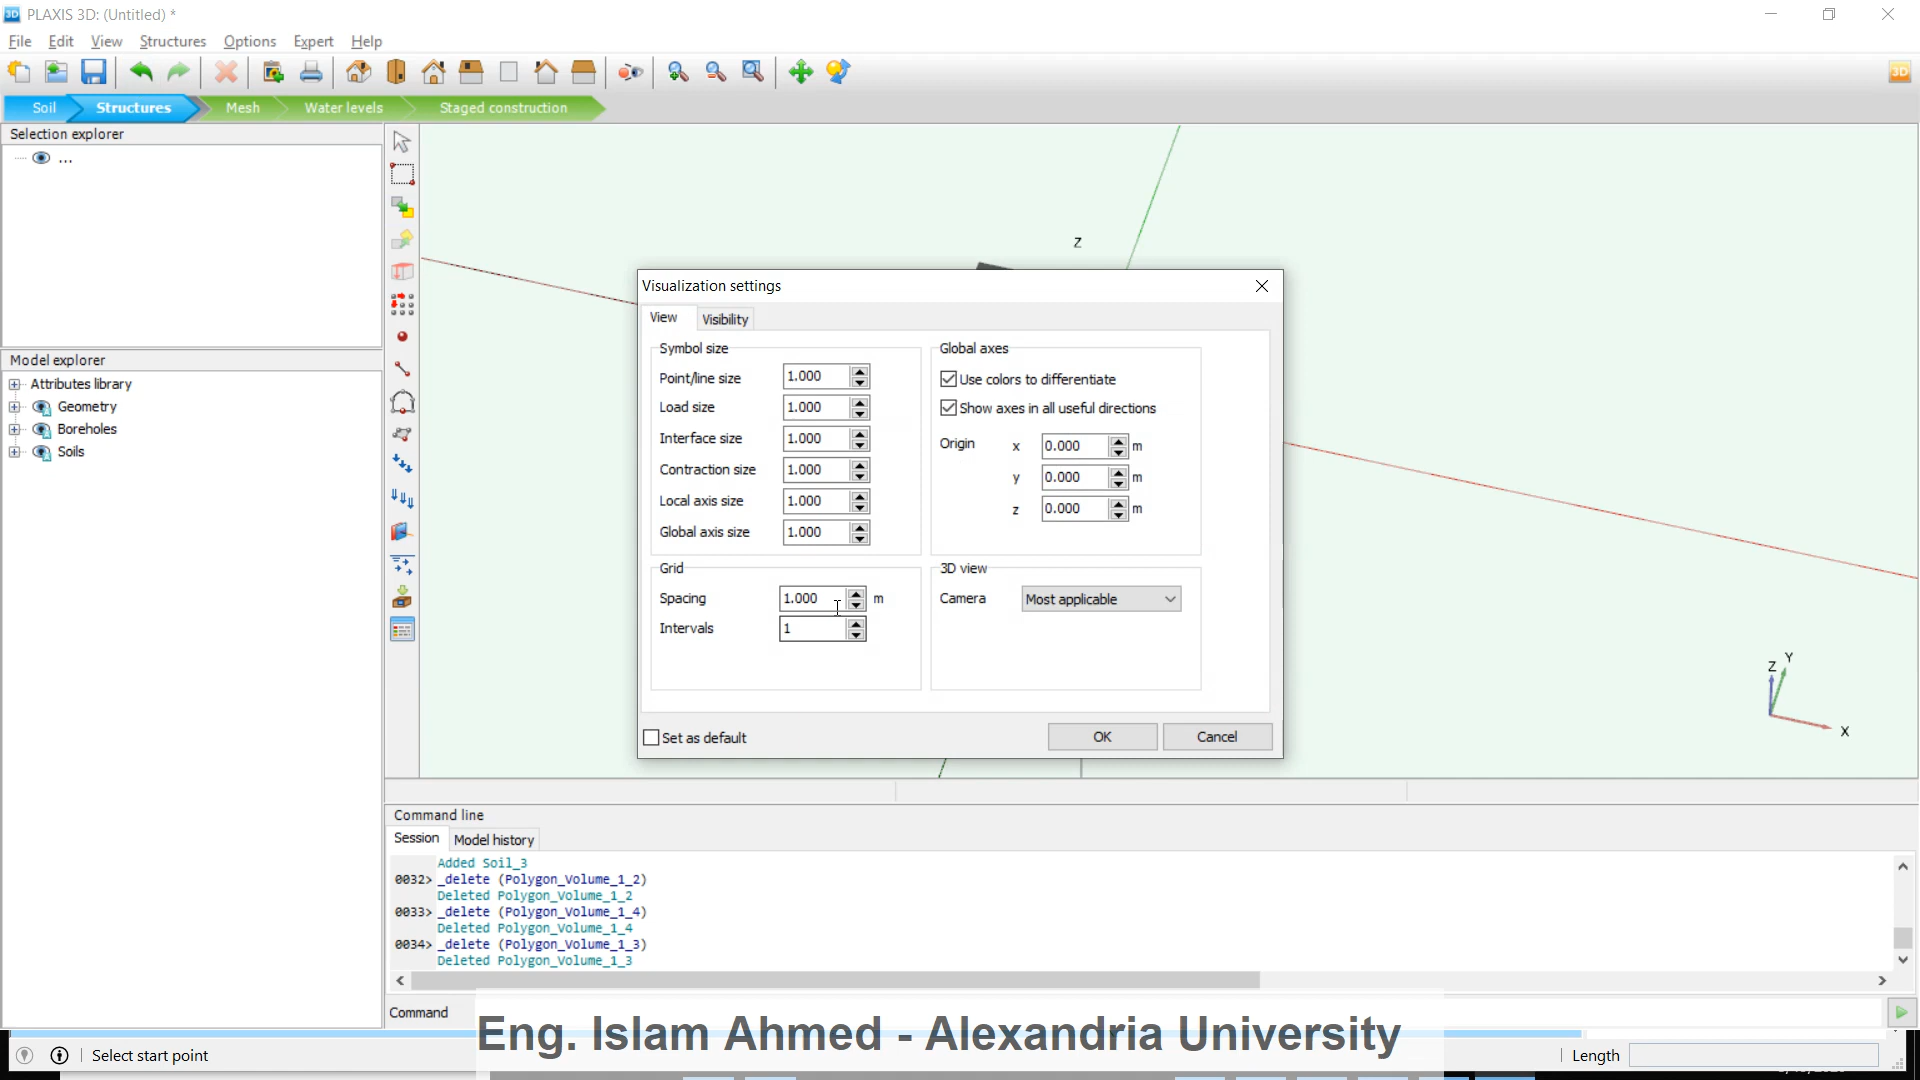 PLAXIS 3D: (Untitled) *
File Edit View Structures Options Expert Help
Soil Structures Mesh Water levels Staged construction
Selection explorer
...
Model explorer
Attributes library
Geometry
Boreholes
Soils
Z
Visualization settings
View Visibility
Symbol size
Point/line size 1.000
Load size 1.000
Interface size 1.000
Contraction size 1.000
Local axis size 1.000
Global axis size 1.000
Global axes
Use colors to differentiate
Show axes in all useful directions
Origin x 0.000 m
y 0.000 m
z 0.000 m
Grid
Spacing 1.000 m
Intervals 1
3D view
Camera Most applicable
Set as default OK Cancel
Z Y
X
Command line
Session Model history
Added Soil_3
0032> _delete (Polygon_Volume_1_2)
Deleted Polygon_Volume_1_2
0033> _delete (Polygon_Volume_1_4)
Deleted Polygon_Volume_1_4
0034> _delete (Polygon_Volume_1_3)
Deleted Polygon_Volume_1_3
Command
Eng. Islam Ahmed - Alexandria University
Select start point
Length